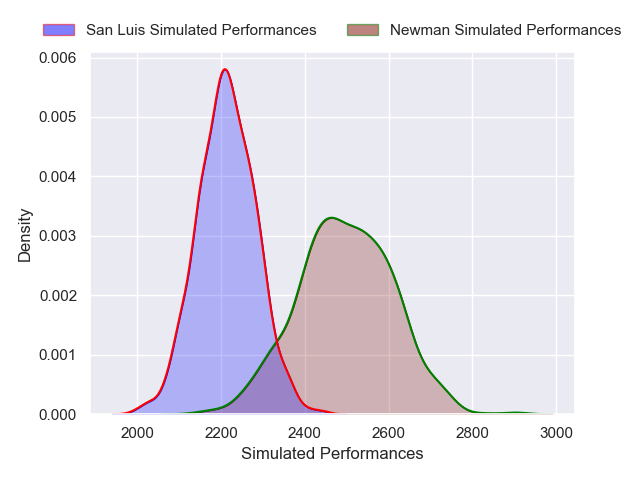 San Luis Simulated Performances Newman Simulated Performances
0.006
0.005
0.004
0.003
0.002
0.001
0.000
Density
2000 2200 2400 2600 2800 3000
Simulated Performances